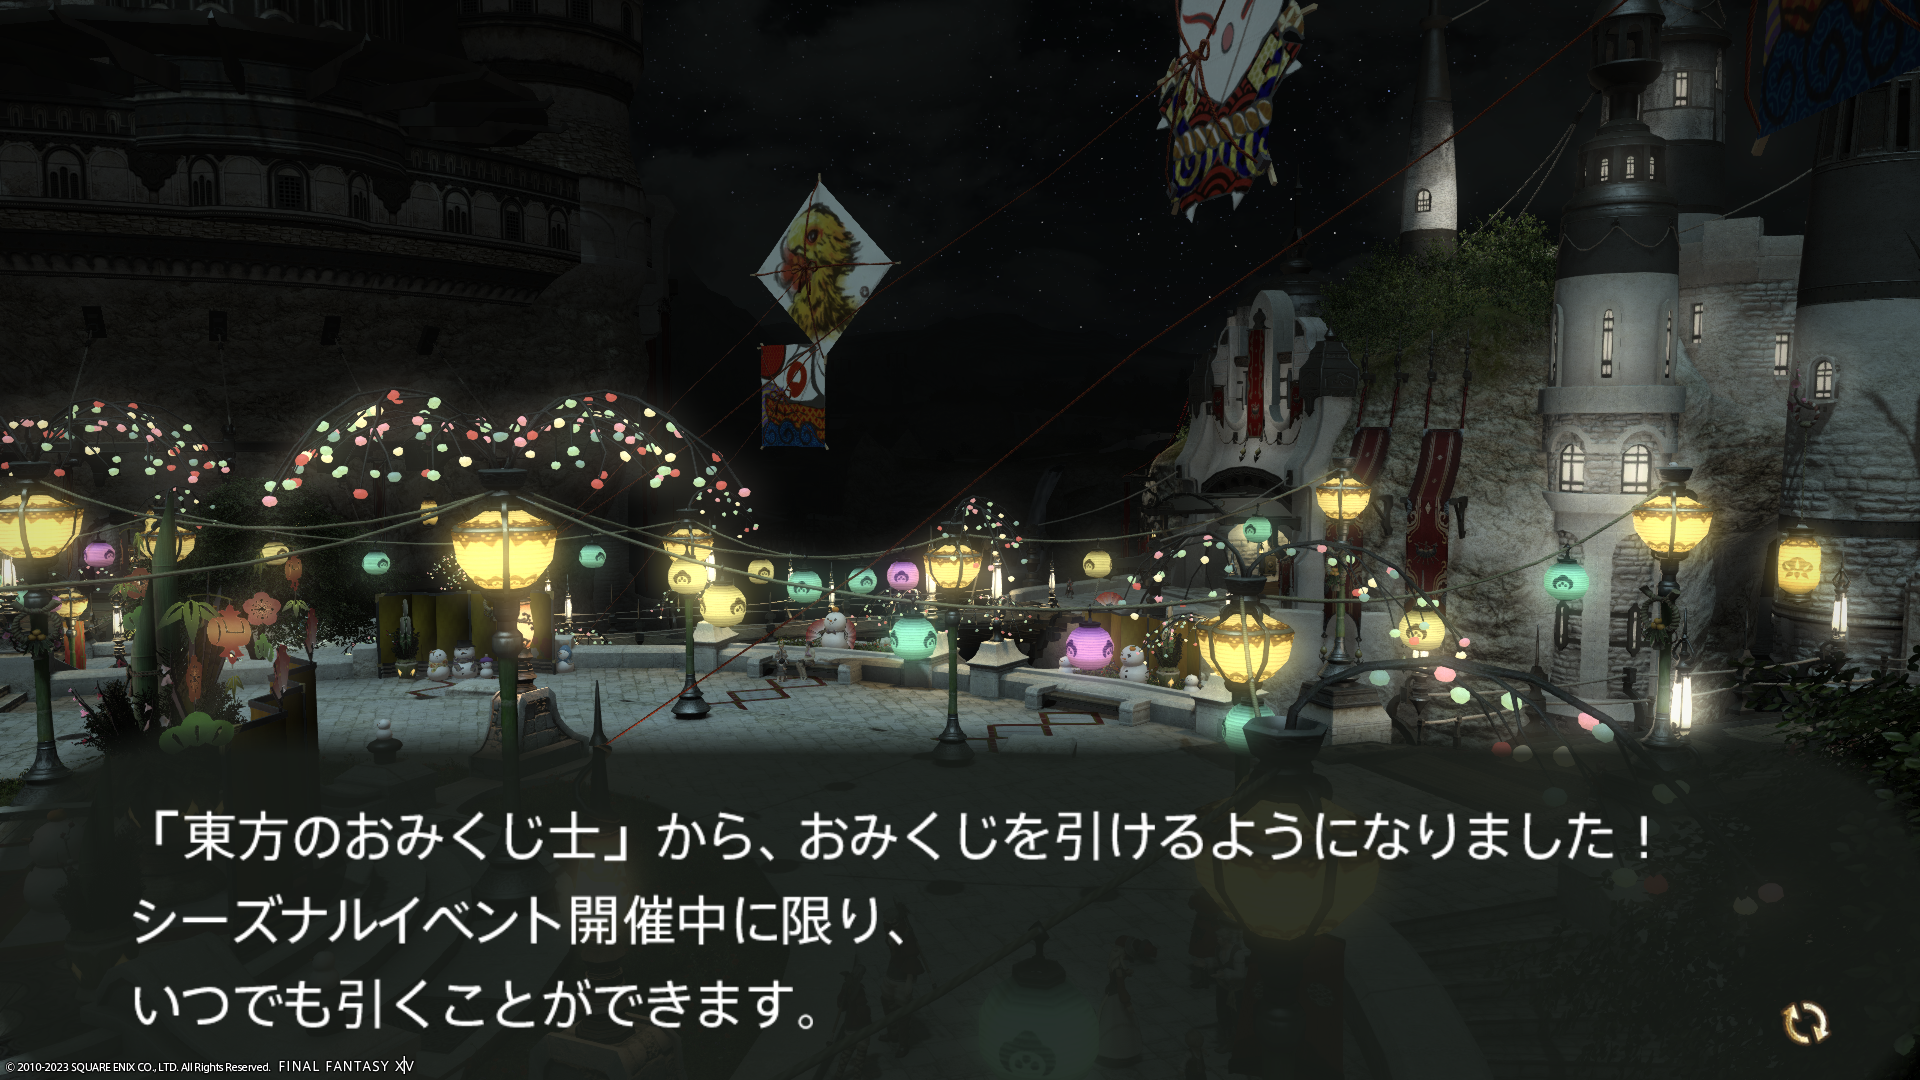 「東方のおみくじ士」から、おみくじを引けるようになりました！
シーズナルイベント開催中に限り、
いつでも引くことができます。
© 2010-2023 SQUARE ENIX CO., LTD. All Rights Reserved. FINAL FANTASY XIV